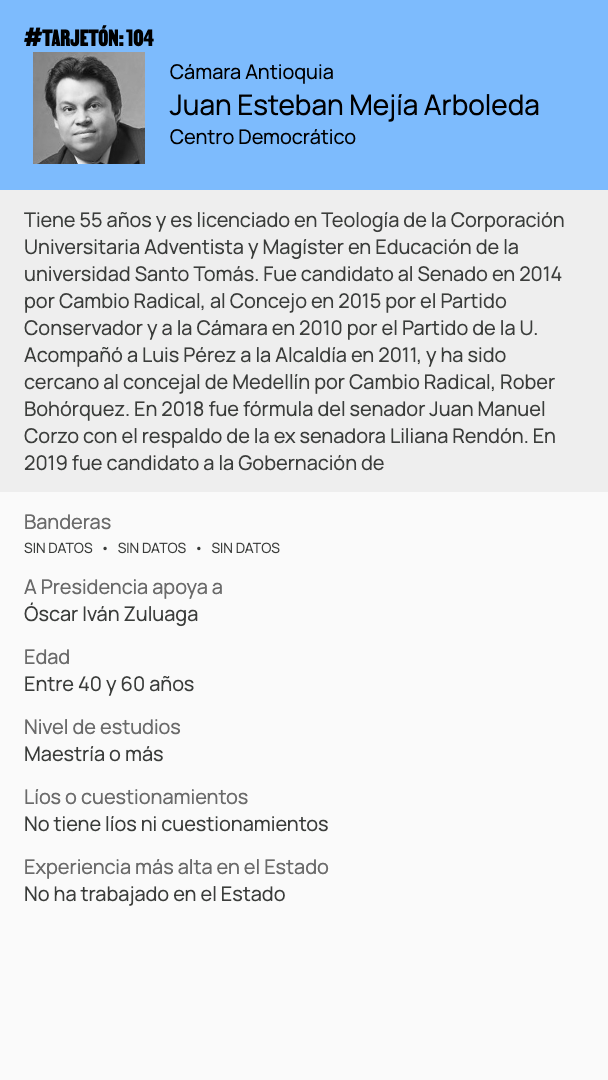 #TARJETÓN: 104
Cámara Antioquia
Juan Esteban Mejía Arboleda
Centro Democrático
Tiene 55 años y es licenciado en Teología de la Corporación
Universitaria Adventista y Magíster en Educación de la
universidad Santo Tomás. Fue candidato al Senado en 2014
por Cambio Radical, al Concejo en 2015 por el Partido
Conservador y a la Cámara en 2010 por el Partido de la U.
Acompañó a Luis Pérez a la Alcaldía en 2011, y ha sido
cercano al concejal de Medellín por Cambio Radical, Rober
Bohórquez. En 2018 fue fórmula del senador Juan Manuel
Corzo con el respaldo de la ex senadora Liliana Rendón. En
2019 fue candidato a la Gobernación de
Banderas
SIN DATOS • SIN DATOS • SIN DATOS
A Presidencia apoya a
Óscar Iván Zuluaga
Edad
Entre 40 y 60 años
Nivel de estudios
Maestría o más
Líos o cuestionamientos
No tiene líos ni cuestionamientos
Experiencia más alta en el Estado
No ha trabajado en el Estado